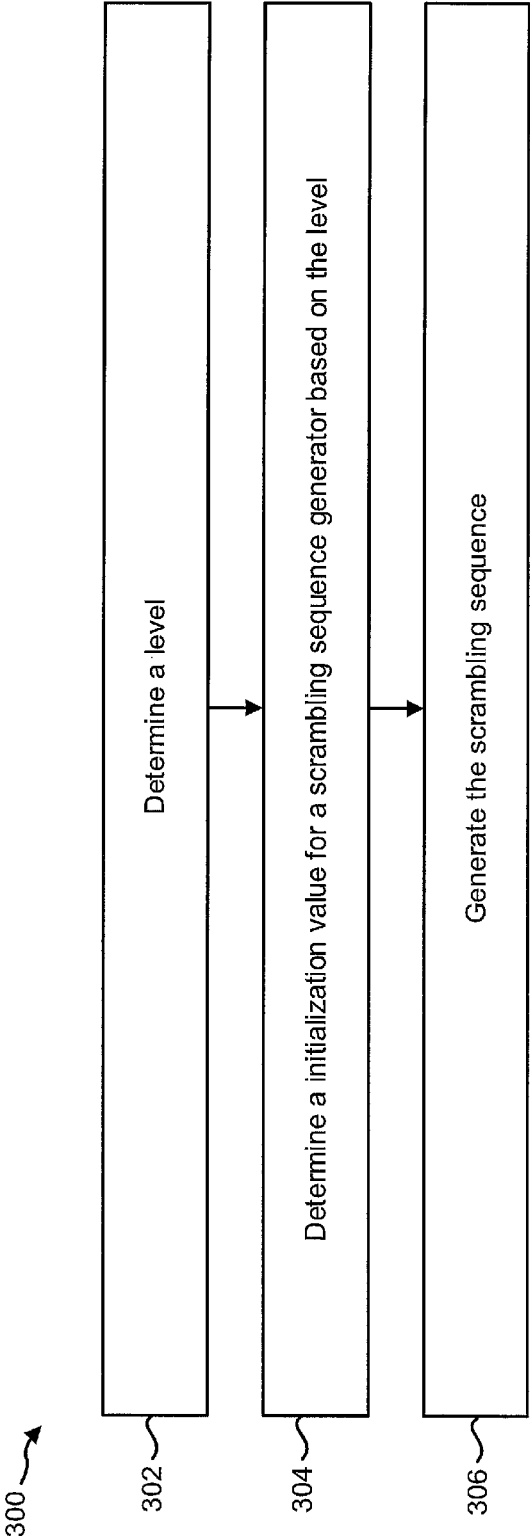 300
302
Determine a level
304
Determine a initialization value for a scrambling sequence generator based on the level
306
Generate the scrambling sequence